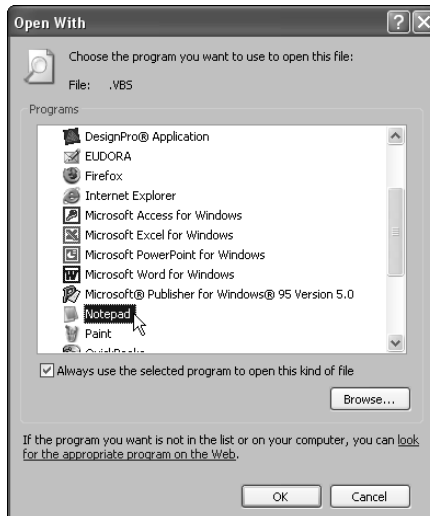 Open With
Choose the program you want to use to open this file:
File: .VBS
Programs
DesignPro® Application
EUDORA
Firefox
Internet Explorer
Microsoft Access for Windows
Microsoft Excel for Windows
Microsoft PowerPoint for Windows
Microsoft Word for Windows
Microsoft® Publisher for Windows® 95 Version 5.0
Notepad
Paint
Always use the selected program to open this kind of file
Browse...
If the program you want is not in the list or on your computer, you can look
for the appropriate program on the Web.
OK
Cancel